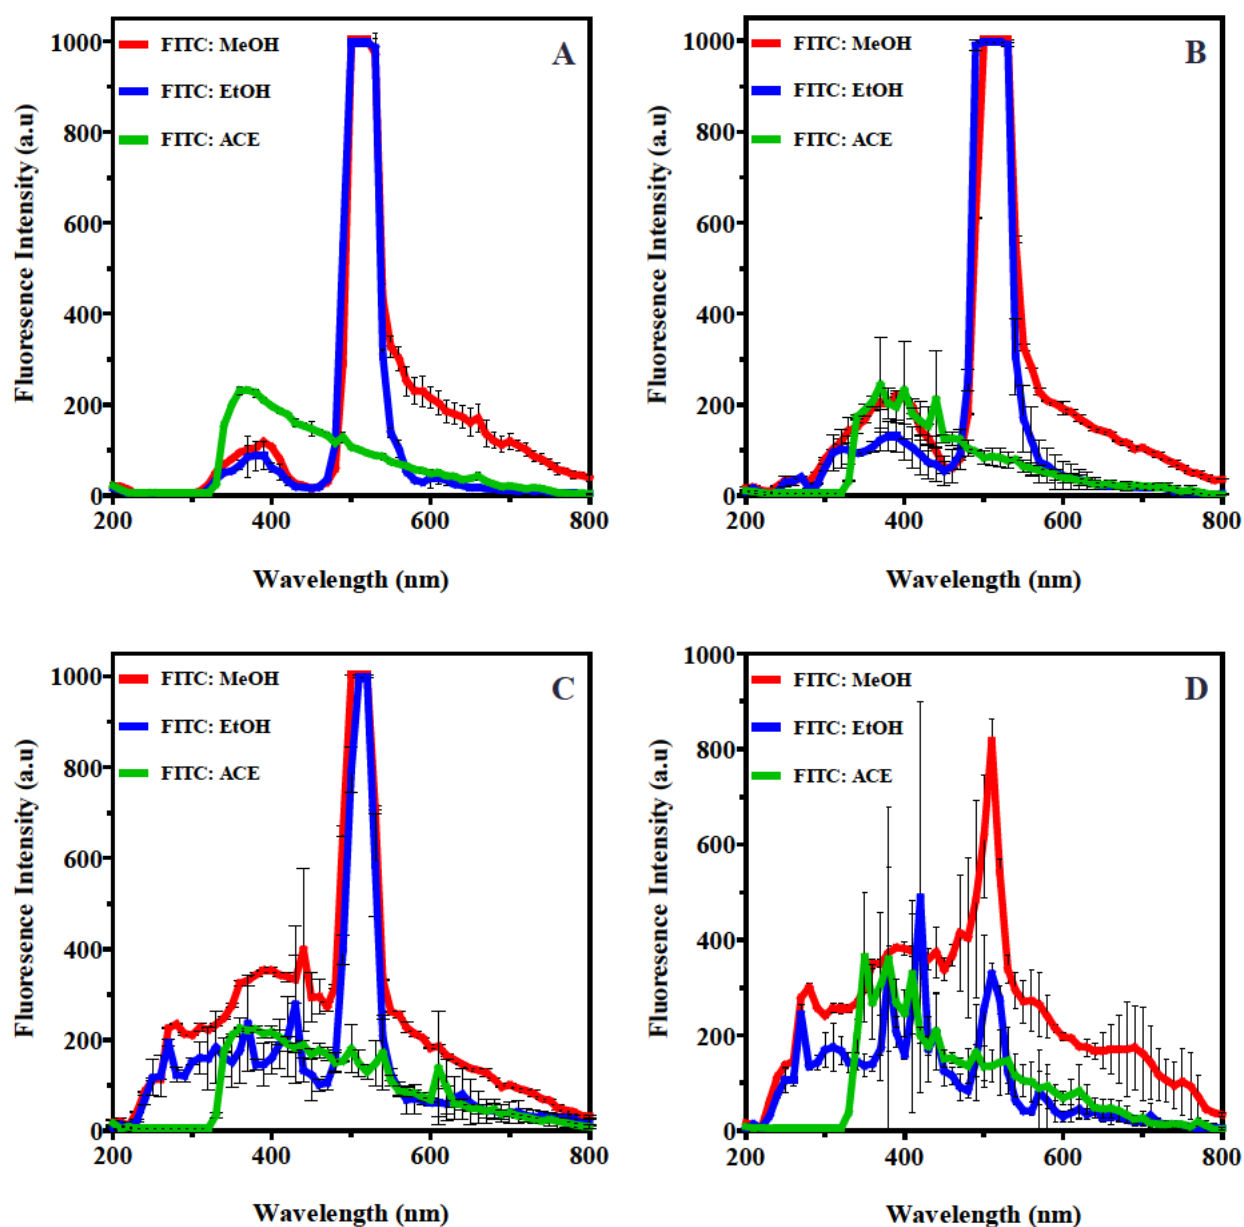 A
FITC: MeOH
FITC: EtOH
FITC: ACE
Fluoresence Intensity (a.u)
1000
800
600
400
200
0
200 400 600 800
Wavelength (nm)
B
FITC: MeOH
FITC: EtOH
FITC: ACE
Fluoresence Intensity (a.u)
1000
800
600
400
200
0
200 400 600 800
Wavelength (nm)
C
FITC: MeOH
FITC: EtOH
FITC: ACE
Fluoresence Intensity (a.u)
1000
800
600
400
200
0
200 400 600 800
Wavelength (nm)
D
FITC: MeOH
FITC: EtOH
FITC: ACE
Fluoresence Intensity (a.u)
1000
800
600
400
200
0
200 400 600 800
Wavelength (nm)